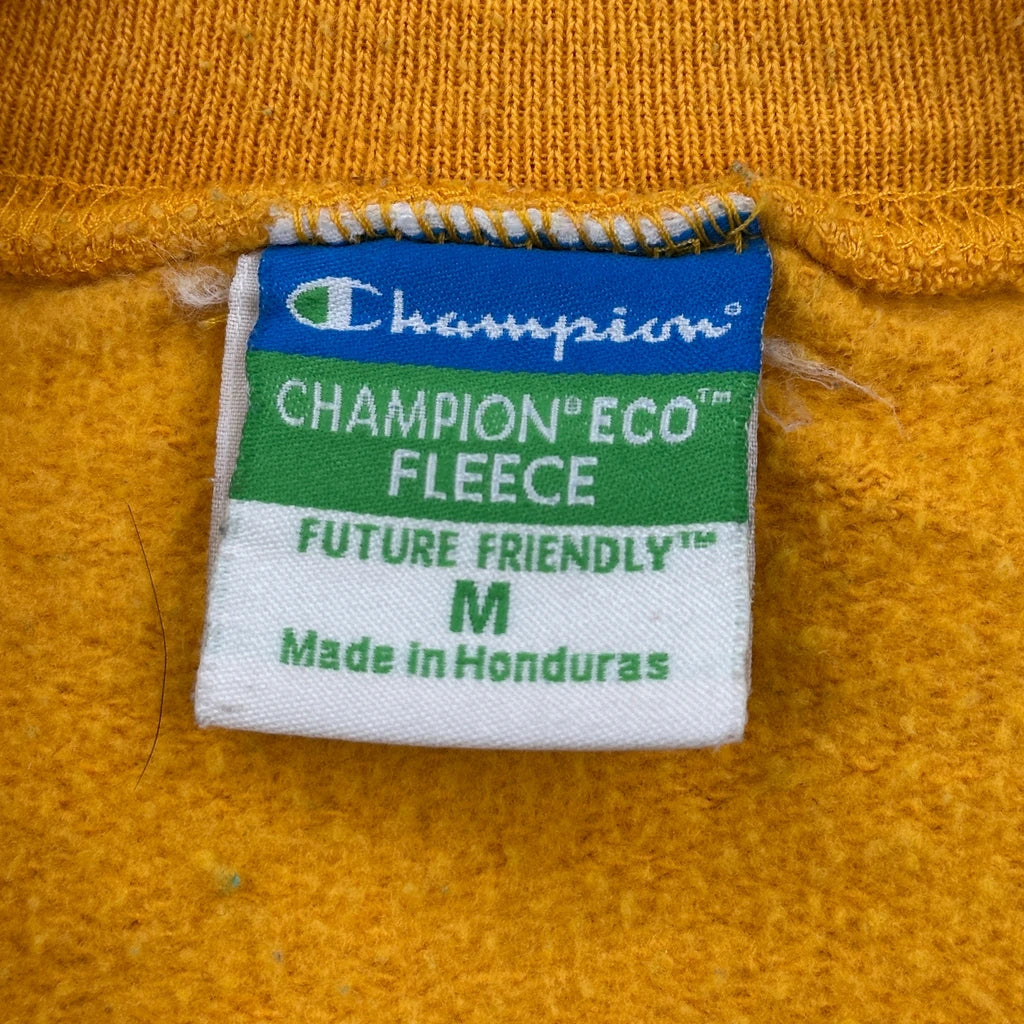 Champion®
CHAMPION® ECO™
FLEECE
FUTURE FRIENDLY™
M
Made in Honduras